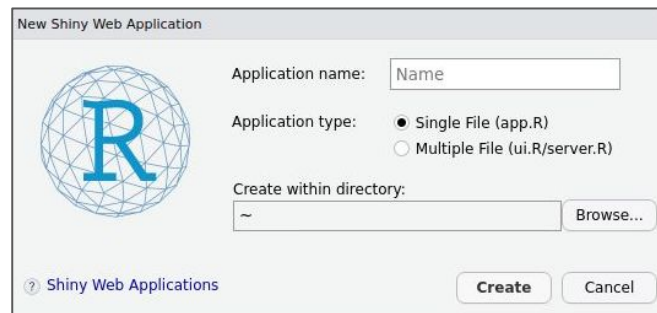 New Shiny Web Application
R
Application name: Name
Application type: Single File (app.R)
Multiple File (ui.R/server.R)
Create within directory:
~ Browse...
? Shiny Web Applications Create Cancel